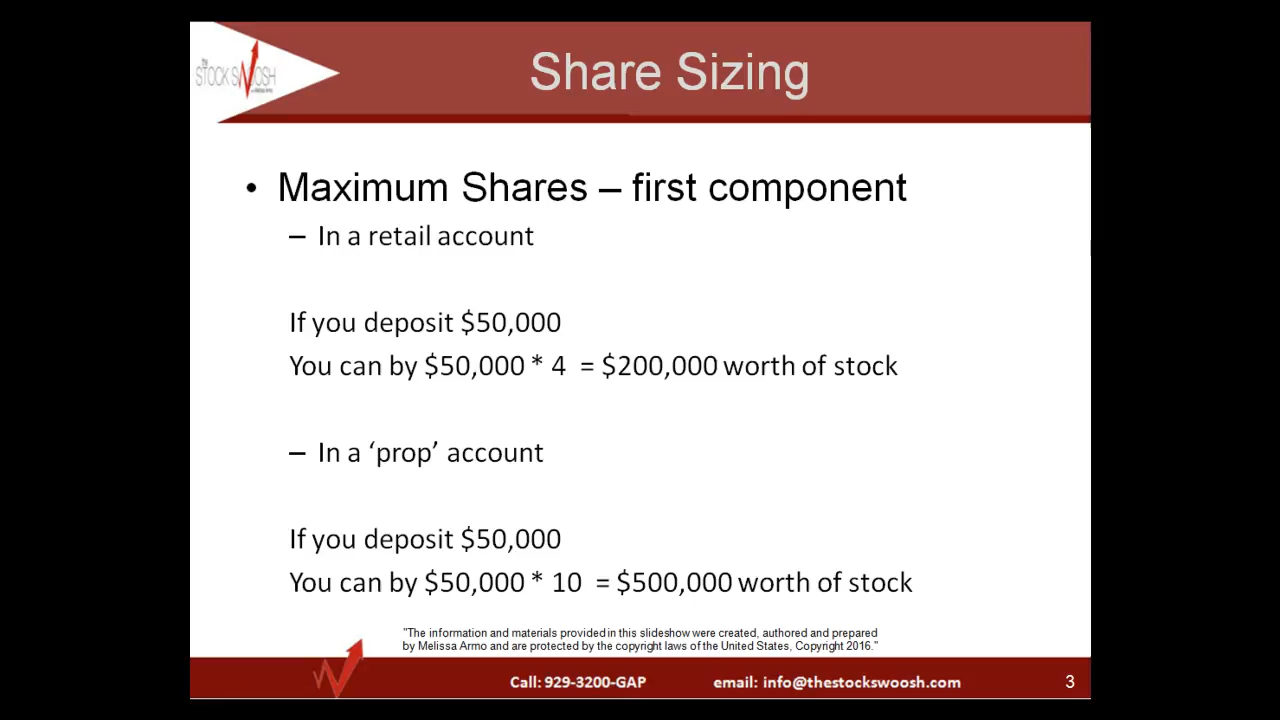 The
STOCK SWOOSH
Share Sizing
• Maximum Shares – first component
– In a retail account
If you deposit $50,000
You can by $50,000 * 4 = $200,000 worth of stock
– In a ‘prop’ account
If you deposit $50,000
You can by $50,000 * 10 = $500,000 worth of stock
"The information and materials provided in this slideshow were created, authored and prepared
by Melissa Armo and are protected by the copyright laws of the United States, Copyright 2016."
Call: 929-3200-GAP email: info@thestockswoosh.com 3